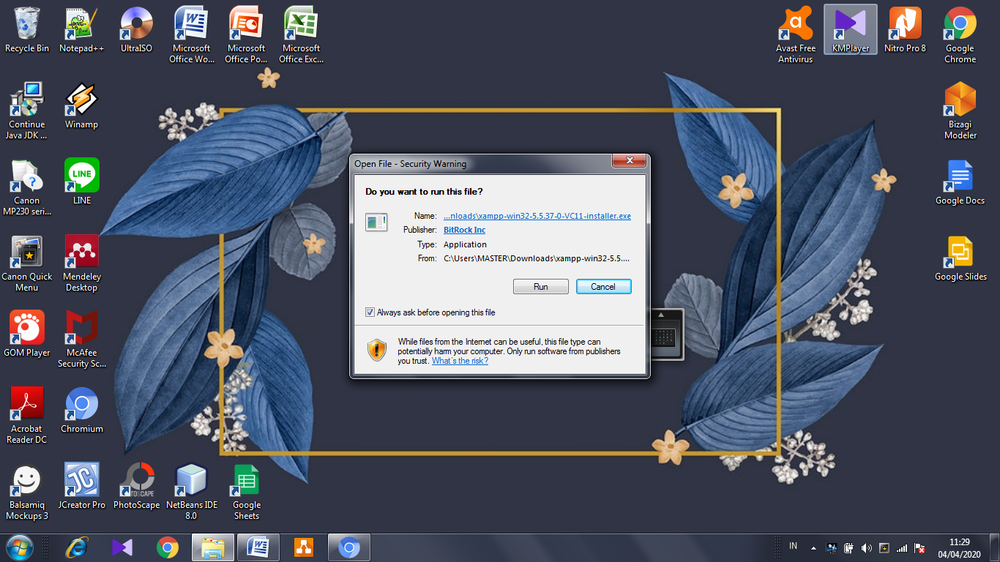 Recycle Bin
Notepad++
UltraISO
Microsoft
Office Wo...
Microsoft
Office Po...
Microsoft
Office Exc...
Avast Free
Antivirus
KMPlayer
Nitro Pro 8
Google
Chrome
Continue
Java JDK ...
Winamp
Bizagi
Modeler
Canon
MP230 seri...
LINE
LINE
Google Docs
Canon Quick
Menu
Mendeley
Desktop
Google Slides
GOM Player
McAfee
Security Sc...
Acrobat
Reader DC
Chromium
Balsamiq
Mockups 3
JC
JCreator Pro
OTOSCAPE
PhotoScape
NetBeans IDE
8.0
Google
Sheets
Open File - Security Warning
Do you want to run this file?
Name: ...nloads\xampp-win32-5.5.37-0-VC11-installer.exe
Publisher: BitRock Inc
Type: Application
From: C:\Users\MASTER\Downloads\xampp-win32-5.5....
Run
Cancel
Always ask before opening this file
While files from the Internet can be useful, this file type can
potentially harm your computer. Only run software from publishers
you trust. What's the risk?
IN
11:29
04/04/2020